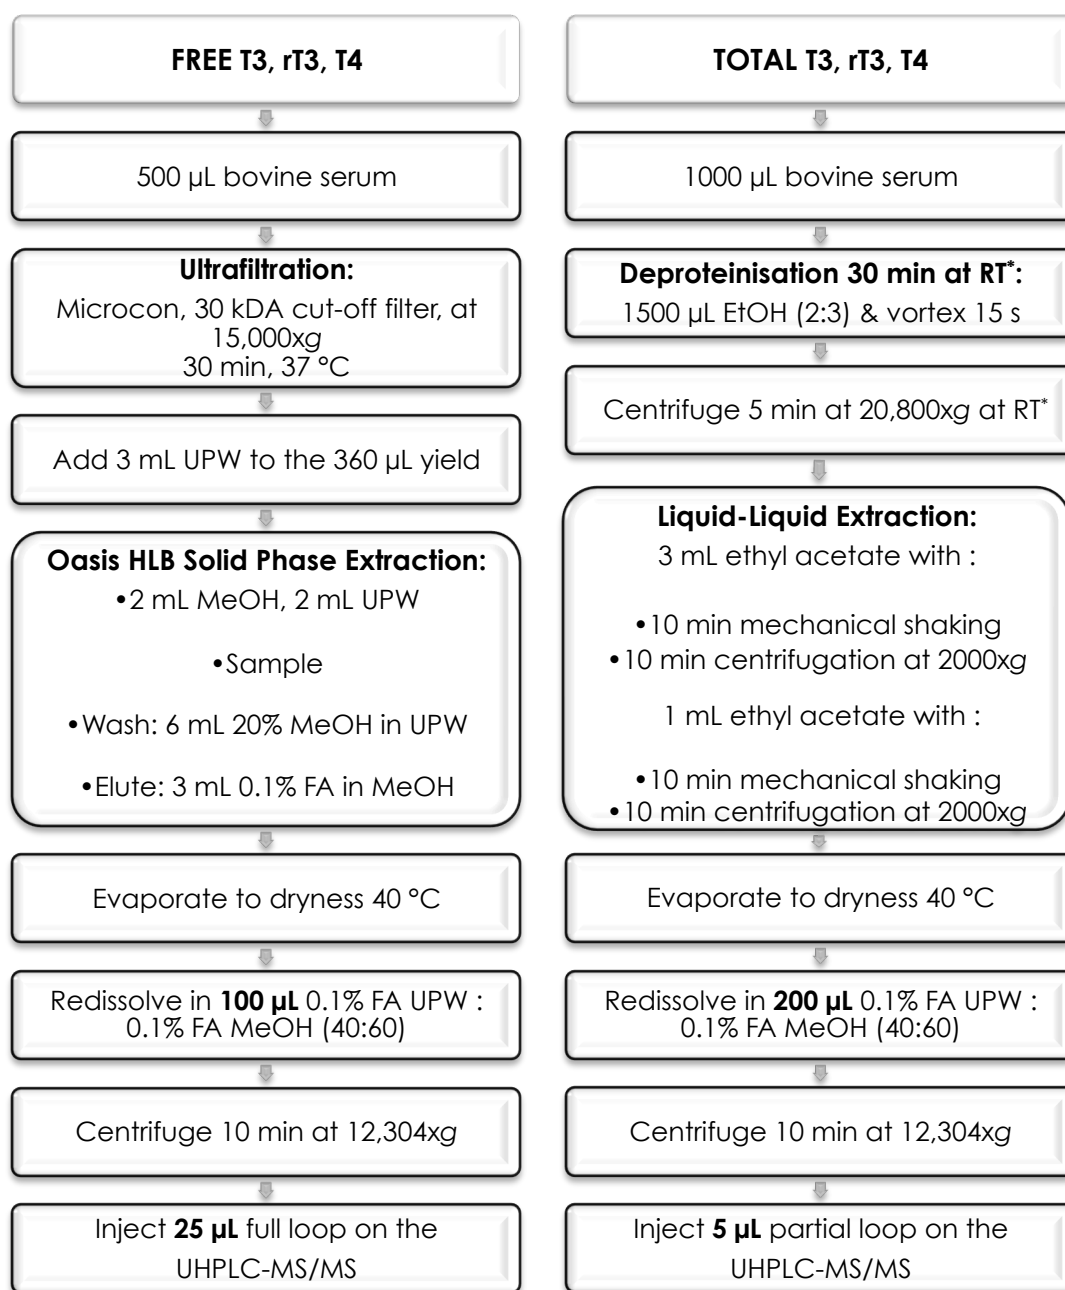 FREE T3, rT3, T4
500 µL bovine serum
Ultrafiltration:
Microcon, 30 kDA cut-off filter, at
15,000xg
30 min, 37 °C
Add 3 mL UPW to the 360 µL yield
Oasis HLB Solid Phase Extraction:
•2 mL MeOH, 2 mL UPW
•Sample
•Wash: 6 mL 20% MeOH in UPW
•Elute: 3 mL 0.1% FA in MeOH
Evaporate to dryness 40 °C
Redissolve in 100 µL 0.1% FA UPW :
0.1% FA MeOH (40:60)
Centrifuge 10 min at 12,304xg
Inject 25 µL full loop on the
UHPLC-MS/MS
TOTAL T3, rT3, T4
1000 µL bovine serum
Deproteinisation 30 min at RT*:
1500 µL EtOH (2:3) & vortex 15 s
Centrifuge 5 min at 20,800xg at RT*
Liquid-Liquid Extraction:
3 mL ethyl acetate with :
•10 min mechanical shaking
•10 min centrifugation at 2000xg
1 mL ethyl acetate with :
•10 min mechanical shaking
•10 min centrifugation at 2000xg
Evaporate to dryness 40 °C
Redissolve in 200 µL 0.1% FA UPW :
0.1% FA MeOH (40:60)
Centrifuge 10 min at 12,304xg
Inject 5 µL partial loop on the
UHPLC-MS/MS